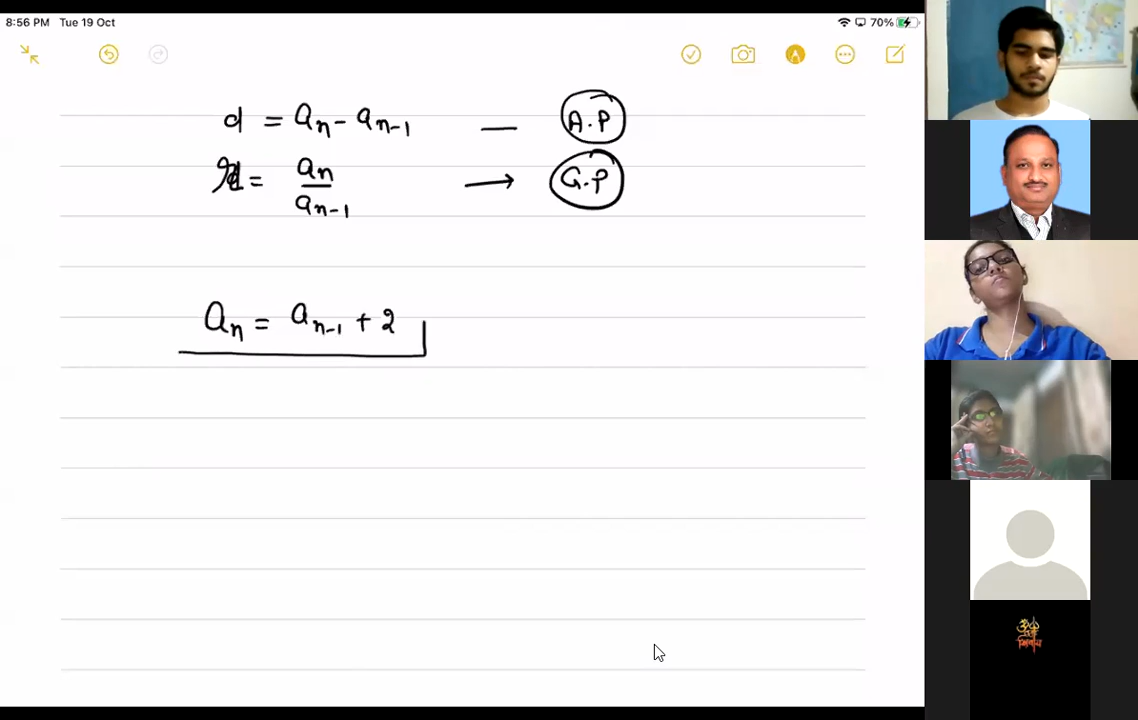 8:56 PM Tue 19 Oct 70%
d = aₙ - aₙ₋₁ — A.P
r = aₙ/aₙ₋₁ → G.P
aₙ = aₙ₋₁ + 2
ॐ